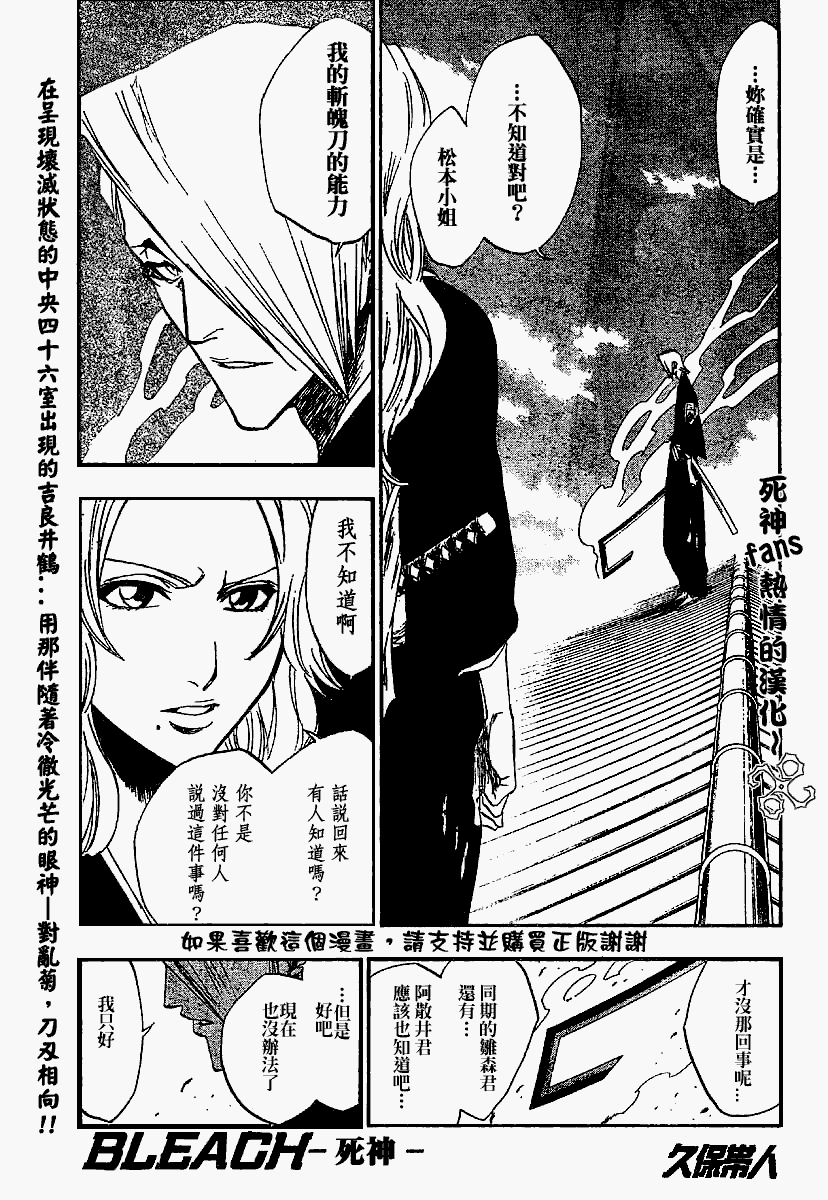 …妳確實是…
…不知道對吧？
松本小姐
我的斬魄刀的能力
在呈現壞滅狀態的中央四十六室出現的吉良井鶴…用那伴隨著冷徹光芒的眼神—對亂菊，刀刃相向!!
死神
fans
熱情的漢化~
我不知道啊
話說回來
有人知道嗎？
你不是
沒對任何人
說過這件事嗎？
如果喜歡這個漫畫，請支持並購買正版謝謝
才沒那回事呢…
同期的雛森君
還有…
阿散井君
應該也知道吧…
…但是
好吧
現在
也沒辦法了
我只好
BLEACH-死神-
久保帯人